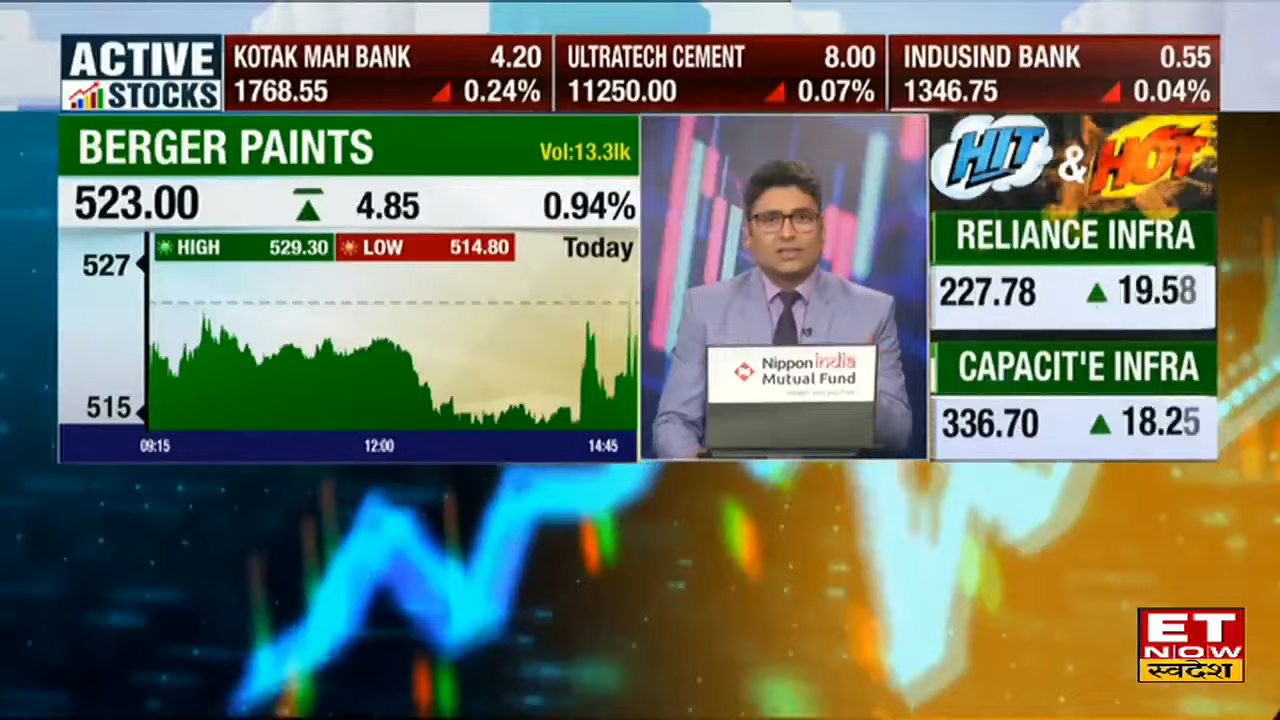 ACTIVE
STOCKS
KOTAK MAH BANK 4.20
1768.55 0.24%
ULTRATECH CEMENT 8.00
11250.00 0.07%
INDUSIND BANK 0.55
1346.75 0.04%
BERGER PAINTS Vol:13.3lk
523.00 4.85 0.94%
HIGH 529.30 LOW 514.80 Today
527
515
09:15 12:00 14:45
Nippon india
Mutual Fund
HIT & HOT
RELIANCE INFRA
227.78 19.58
CAPACIT'E INFRA
336.70 18.25
ET
NOW
स्वदेश